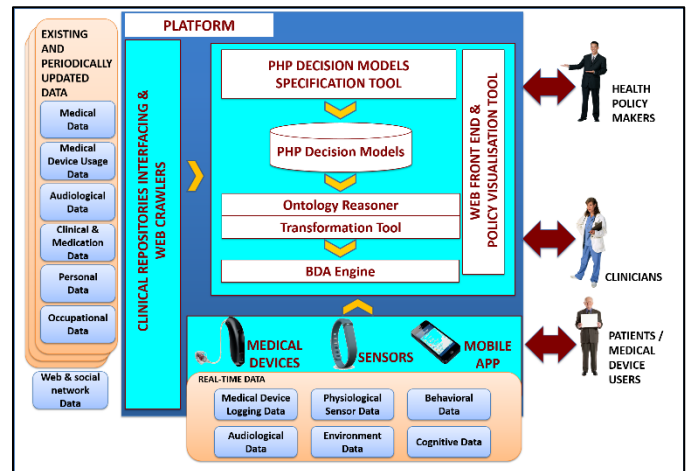 EXISTING
AND
PERIODICALLY
UPDATED
DATA
Medical
Data
Medical
Device Usage
Data
Audiological
Data
Clinical &
Medication
Data
Personal
Data
Occupational
Data
Web & social
network
Data
PLATFORM
CLINICAL REPOSITORIES INTERFACING &
WEB CRAWLERS
PHP DECISION MODELS
SPECIFICATION TOOL
PHP Decision Models
Ontology Reasoner
Transformation Tool
BDA Engine
WEB FRONT END &
POLICY VISUALISATION TOOL
MEDICAL
DEVICES
SENSORS
MOBILE
APP
REAL-TIME DATA
Medical Device
Logging Data
Physiological
Sensor Data
Behavioral
Data
Audiological
Data
Environment
Data
Cognitive Data
HEALTH
POLICY
MAKERS
CLINICIANS
PATIENTS /
MEDICAL
DEVICE
USERS